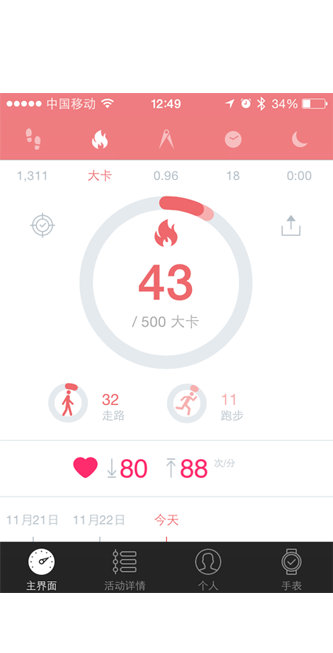 中国移动 12:49 34%
1,311 大卡 0.96 18 0:00
43
/ 500 大卡
32 11
走路 跑步
80 88 次/分
11月21日 11月22日 今天
主界面 活动详情 个人 手表